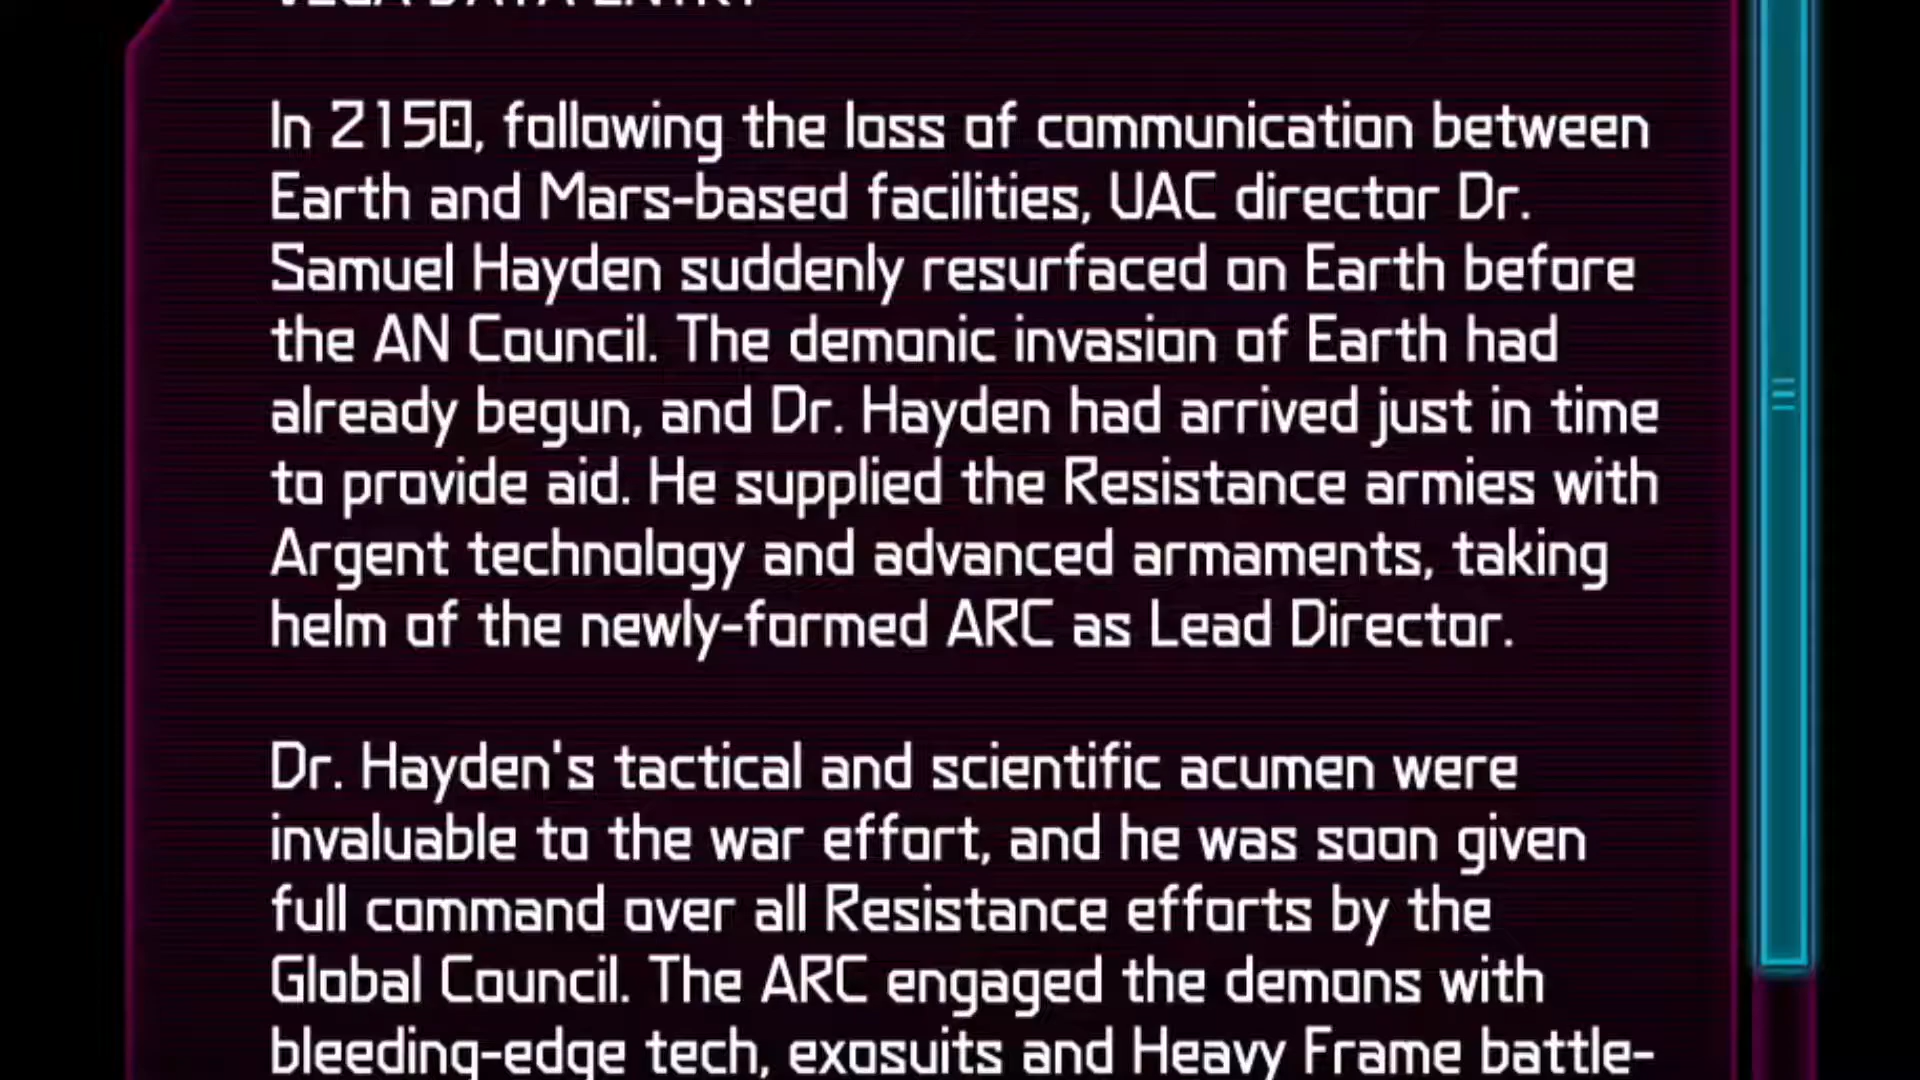 VEGA DATA ENTRY
In 2150, following the loss of communication between
Earth and Mars-based facilities, UAC director Dr.
Samuel Hayden suddenly resurfaced on Earth before
the AN Council. The demonic invasion of Earth had
already begun, and Dr. Hayden had arrived just in time
to provide aid. He supplied the Resistance armies with
Argent technology and advanced armaments, taking
helm of the newly-formed ARC as Lead Director.
Dr. Hayden's tactical and scientific acumen were
invaluable to the war effort, and he was soon given
full command over all Resistance efforts by the
Global Council. The ARC engaged the demons with
bleeding-edge tech, exosuits and Heavy Frame battle-